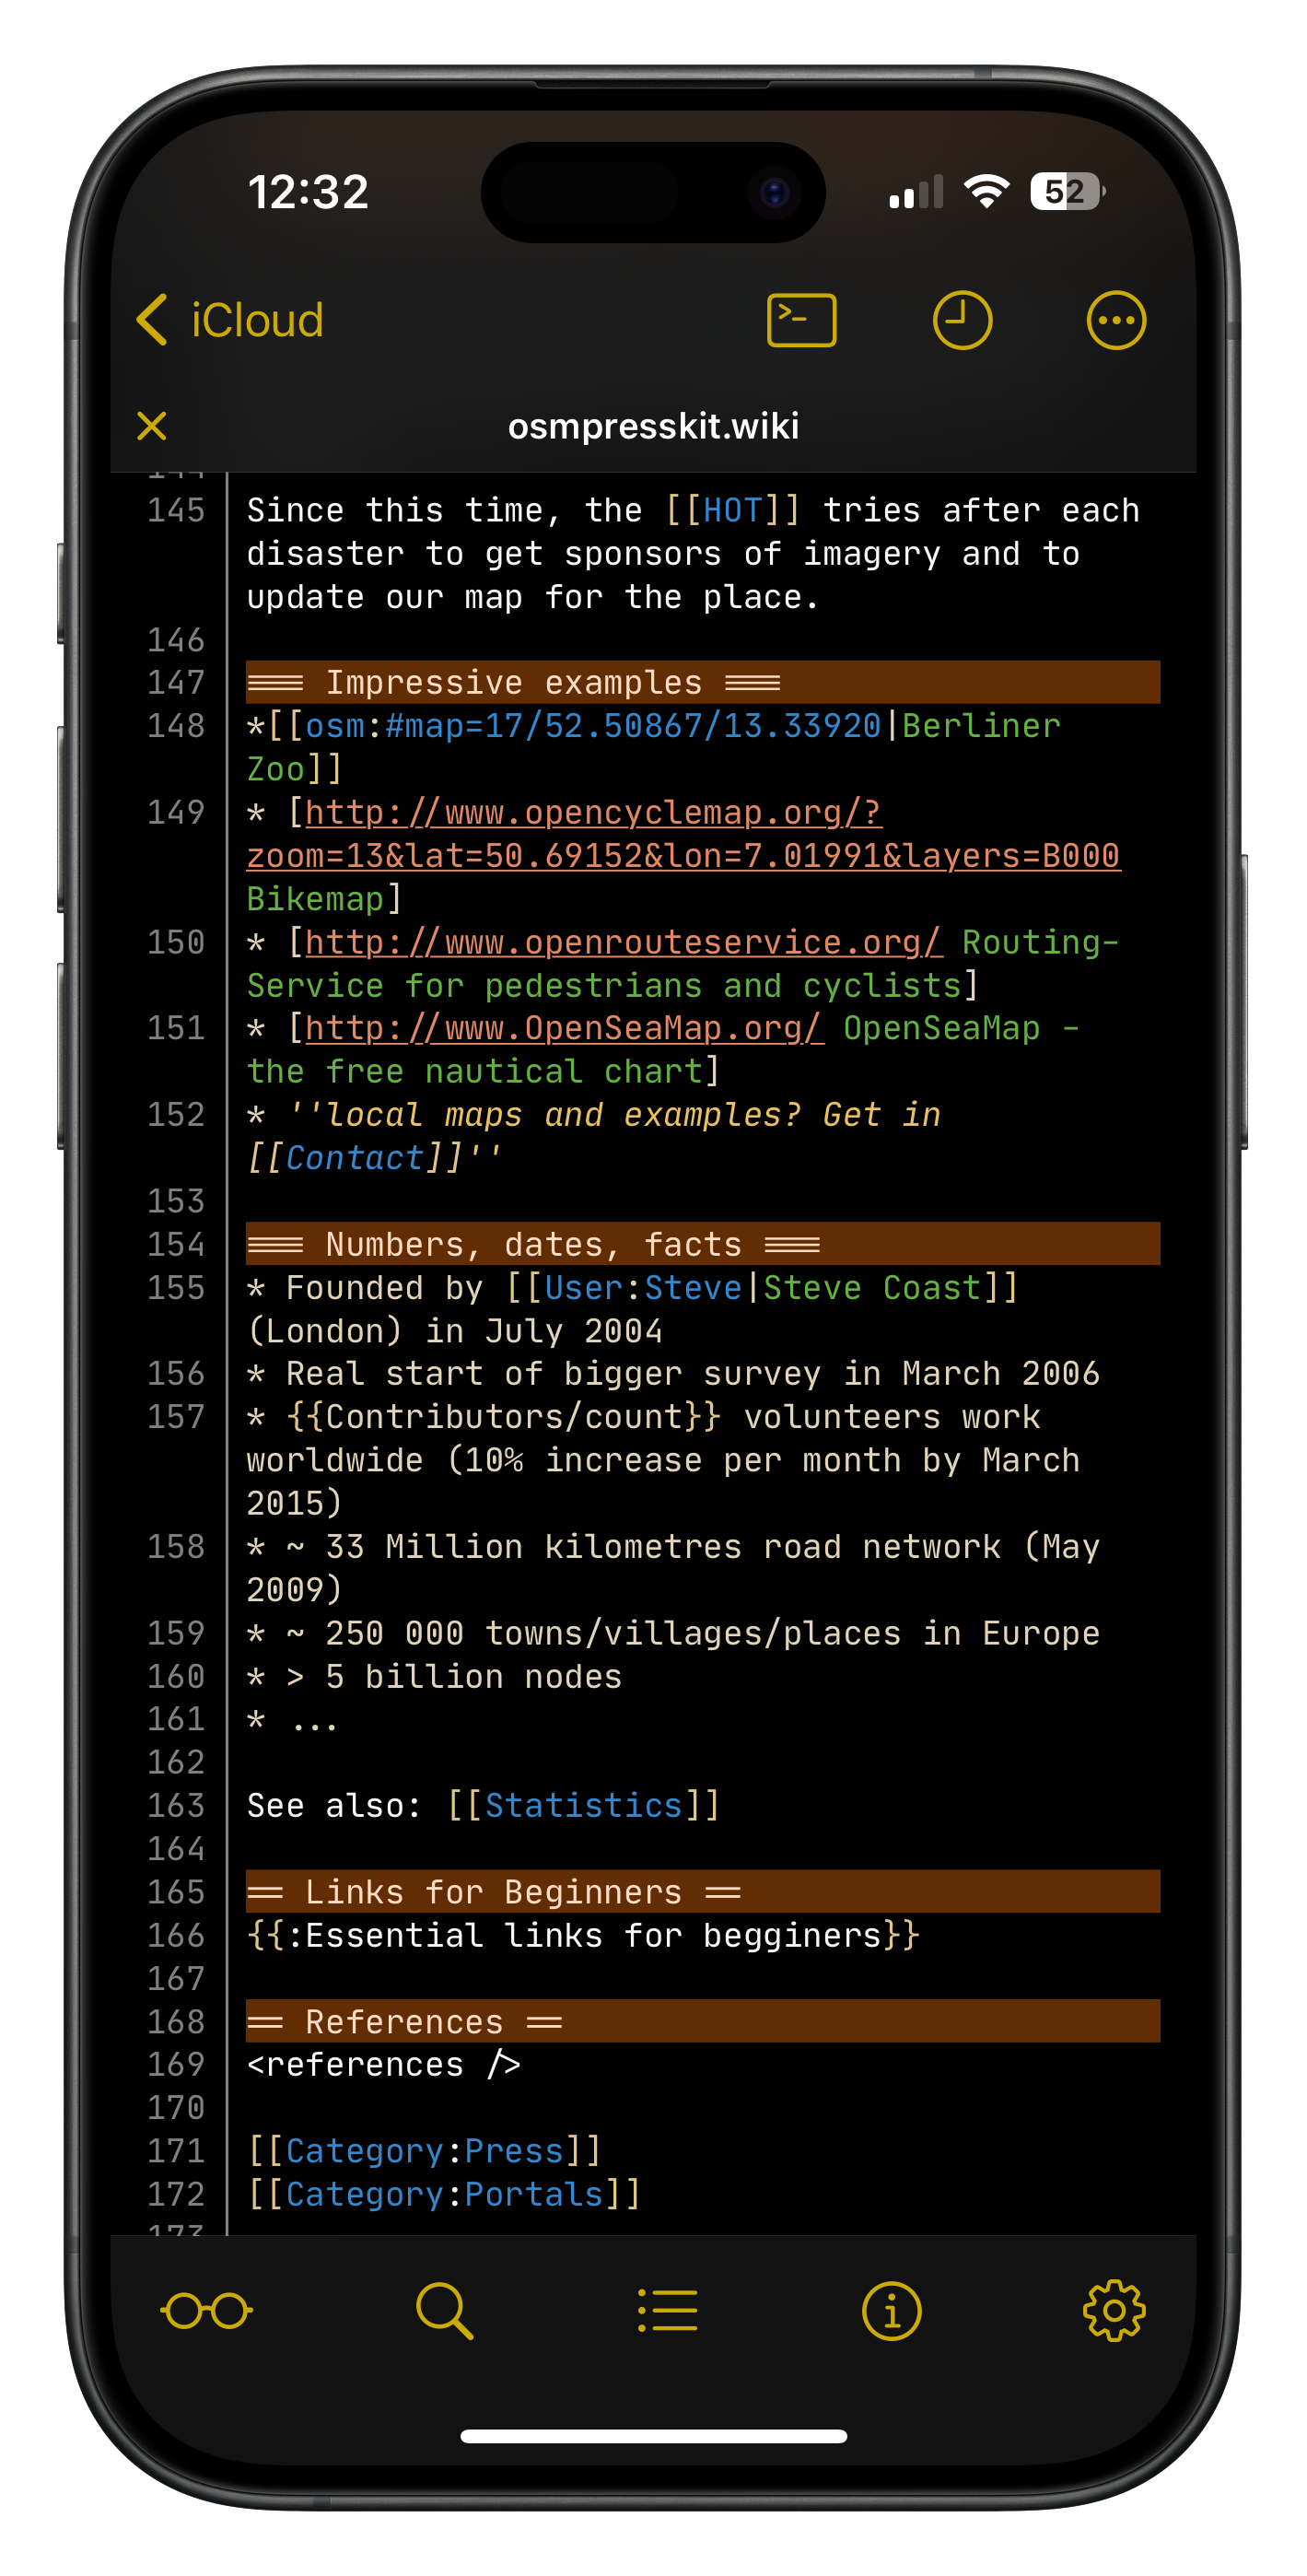 12:32
52
iCloud
osmpresskit.wiki
145 Since this time, the [[HOT]] tries after each
disaster to get sponsors of imagery and to
update our map for the place.
146
147 === Impressive examples ===
148 *[[osm:#map=17/52.50867/13.33920|Berliner
Zoo]]
149 * [http://www.opencyclemap.org/?
zoom=13&lat=50.69152&lon=7.01991&layers=B000
Bikemap]
150 * [http://www.openrouteservice.org/ Routing-
Service for pedestrians and cyclists]
151 * [http://www.OpenSeaMap.org/ OpenSeaMap -
the free nautical chart]
152 * ''local maps and examples? Get in
[[Contact]]''
153
154 === Numbers, dates, facts ===
155 * Founded by [[User:Steve|Steve Coast]]
(London) in July 2004
156 * Real start of bigger survey in March 2006
157 * {{Contributors/count}} volunteers work
worldwide (10% increase per month by March
2015)
158 * ~ 33 Million kilometres road network (May
2009)
159 * ~ 250 000 towns/villages/places in Europe
160 * > 5 billion nodes
161 * ...
162
163 See also: [[Statistics]]
164
165 == Links for Beginners ==
166 {{:Essential links for begginers}}
167
168 == References ==
169 <references />
170
171 [[Category:Press]]
172 [[Category:Portals]]